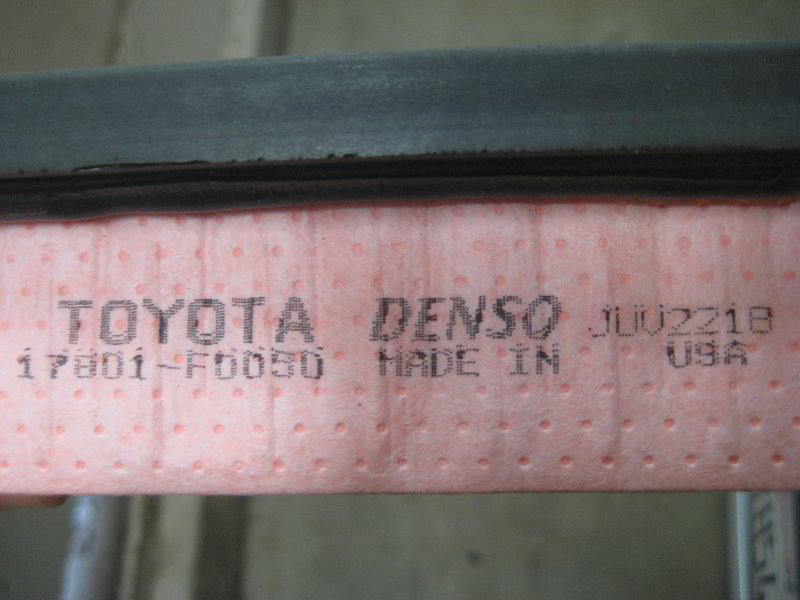 TOYOTA DENSO JUV2218
17801-F0050 MADE IN USA